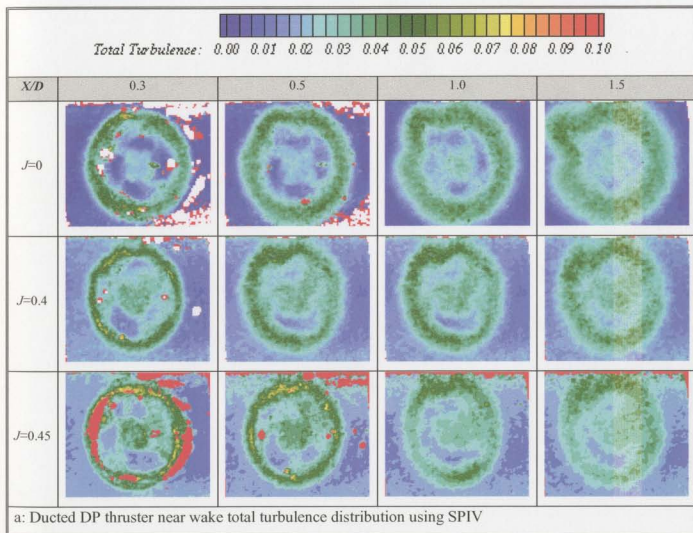 Total Turbulence: 0.00 0.01 0.02 0.03 0.04 0.05 0.06 0.07 0.08 0.09 0.10
X/D 0.3 0.5 1.0 1.5
J=0
J=0.4
J=0.45
a: Ducted DP thruster near wake total turbulence distribution using SPIV